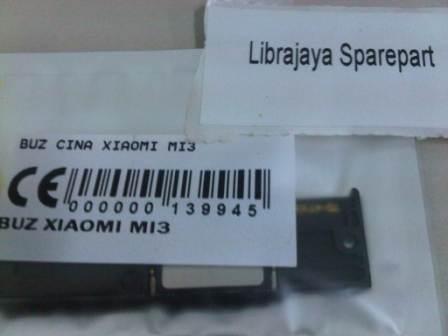 Librajaya Sparepart
BUZ CINA XIAOMI MI3
CE
000000 139945
BUZ XIAOMI MI3